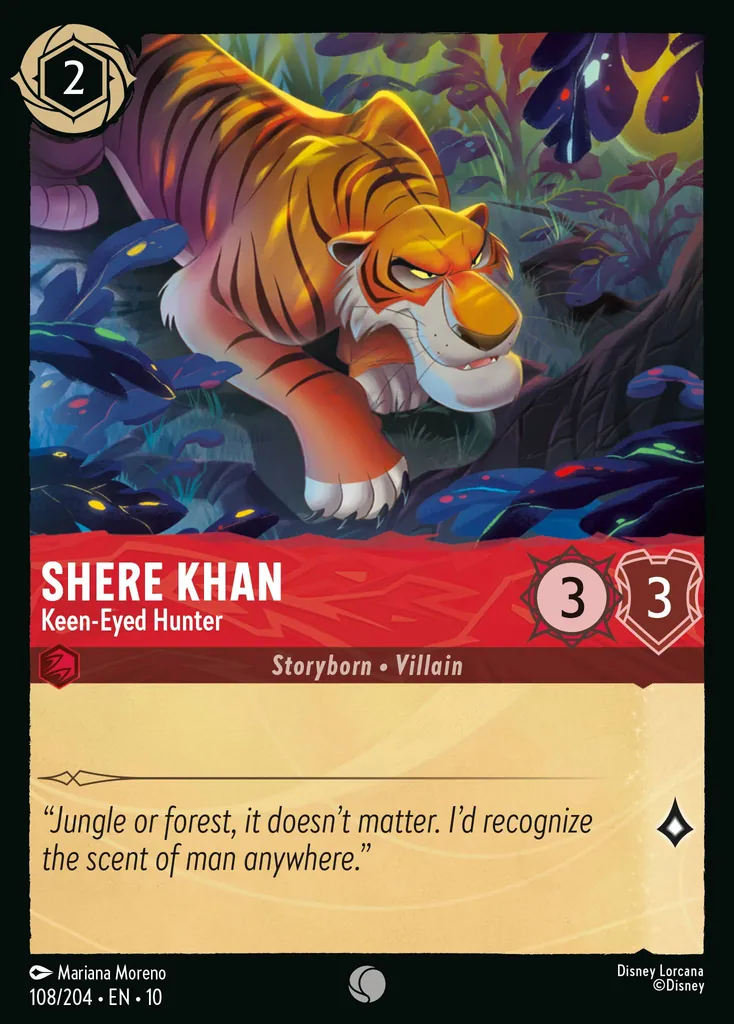 2
SHERE KHAN
Keen-Eyed Hunter
3
3
Storyborn • Villain
“Jungle or forest, it doesn’t matter. I’d recognize
the scent of man anywhere.”
Mariana Moreno
108/204 • EN • 10
Disney Lorcana
©Disney